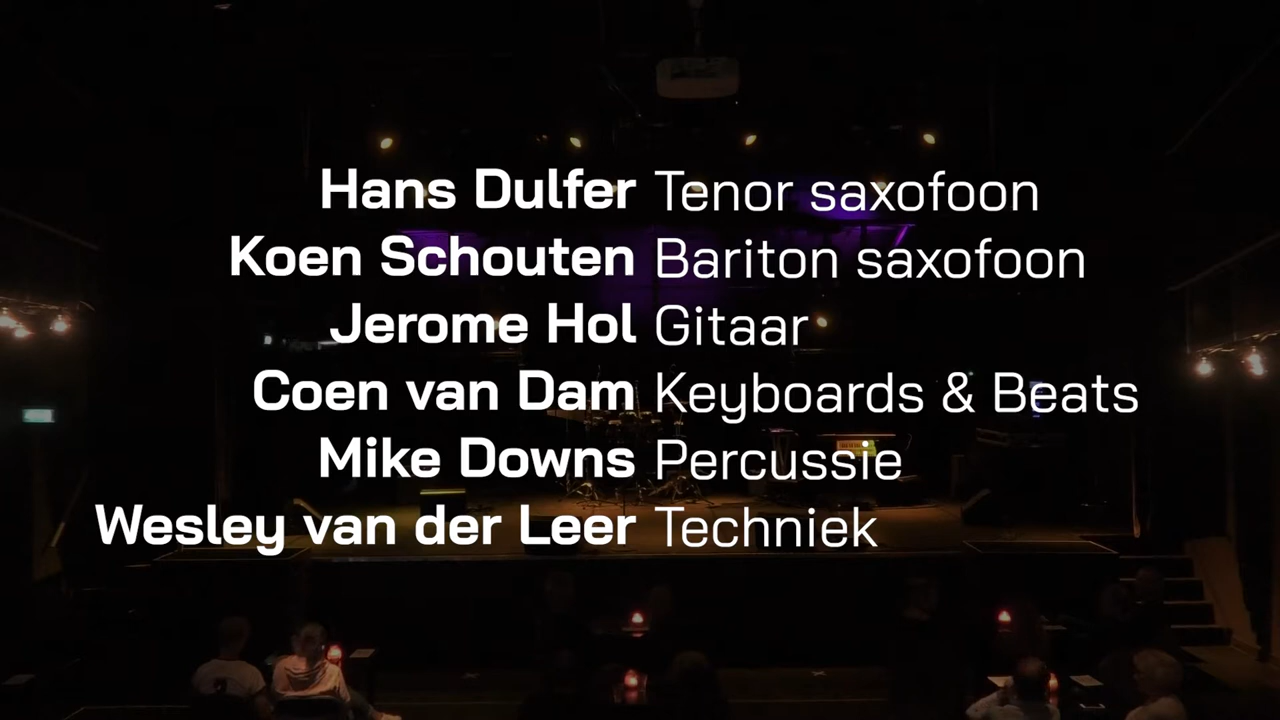 Hans Dulfer Tenor saxofoon
Koen Schouten Bariton saxofoon
Jerome Hol Gitaar
Coen van Dam Keyboards & Beats
Mike Downs Percussie
Wesley van der Leer Techniek